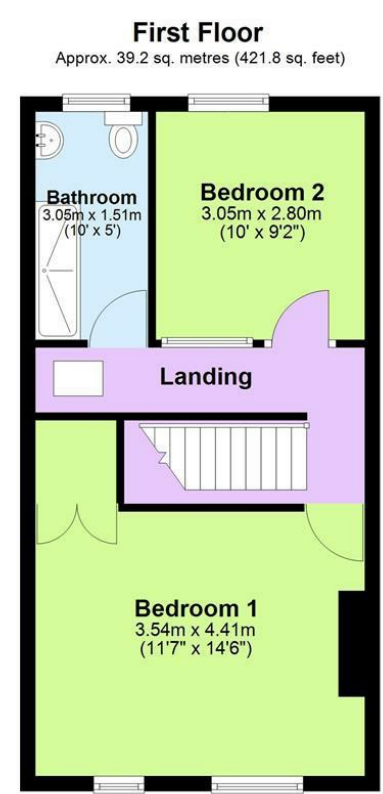 First Floor
Approx. 39.2 sq. metres (421.8 sq. feet)
Bathroom
3.05m x 1.51m
(10' x 5')
Bedroom 2
3.05m x 2.80m
(10' x 9'2")
Landing
Bedroom 1
3.54m x 4.41m
(11'7" x 14'6")